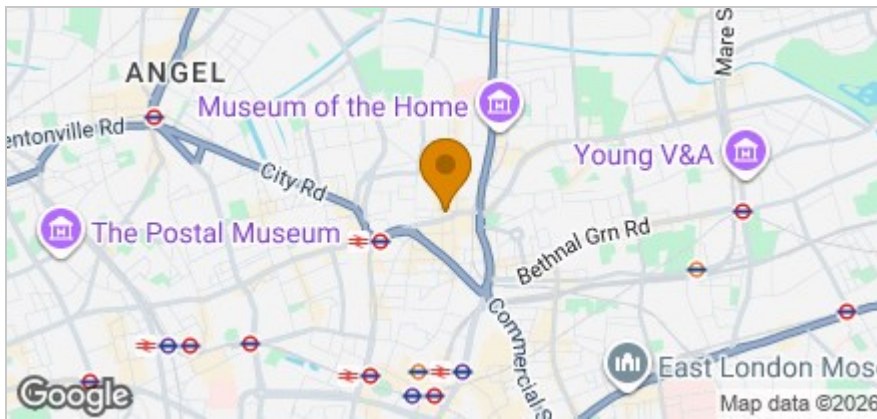 ANGEL
Museum of the Home
entonville Rd
City Rd
Mare S
Young V&A
The Postal Museum
Bethnal Grn Rd
Commercial S
East London Mos
Google
Map data ©2026